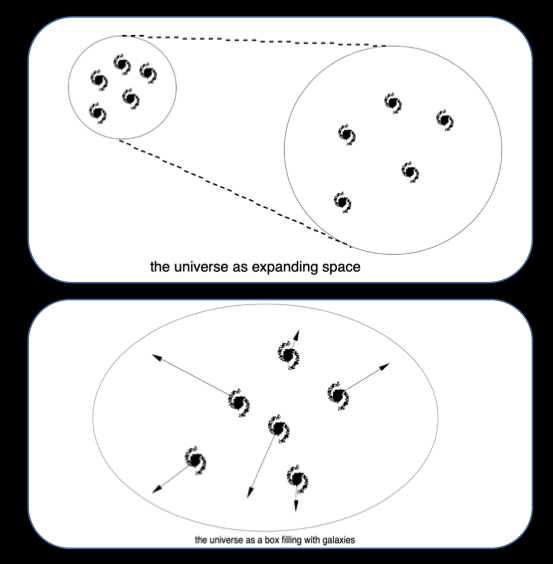 the universe as expanding space
the universe as a box filling with galaxies